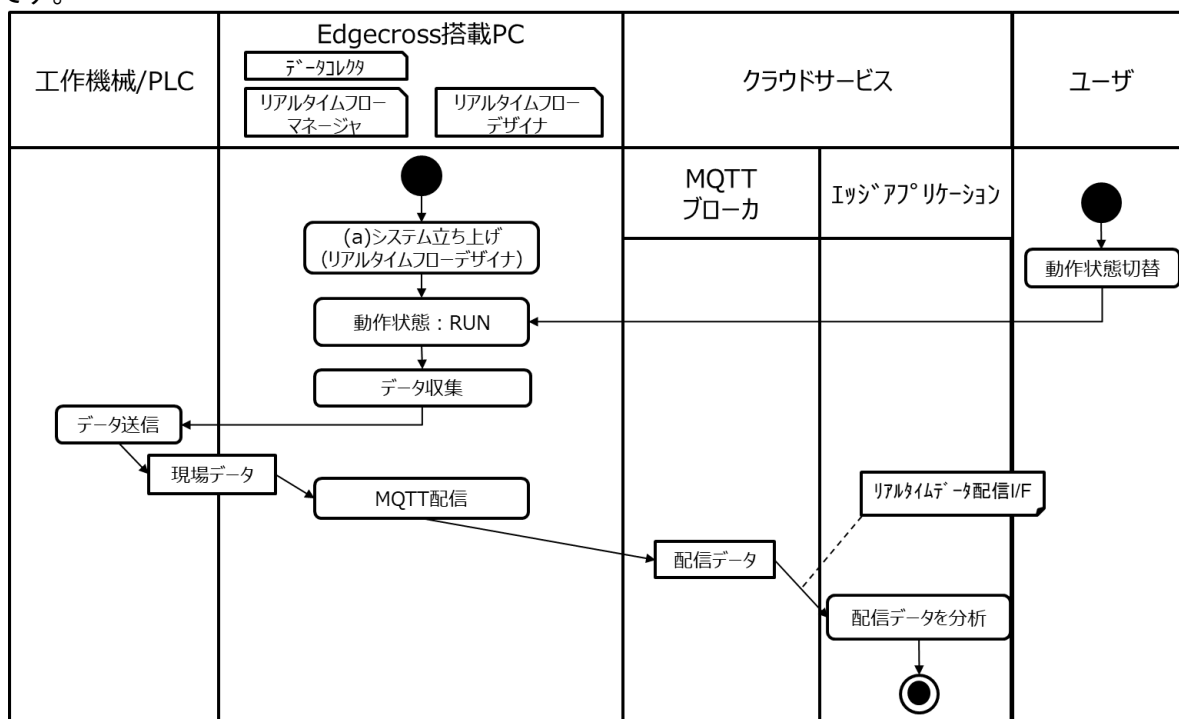 です。
Edgecross搭載PC
ﾃﾞｰﾀｺﾚｸﾀ
工作機械/PLC
リアルタイムフロー
マネージャ
リアルタイムフロー
デザイナ
クラウドサービス
ユーザ
MQTT
ブローカ
ｴｯｼﾞｱﾌﾟﾘｹｰｼｮﾝ
(a)システム立ち上げ
(リアルタイムフローデザイナ)
動作状態切替
動作状態：RUN
データ収集
データ送信
現場データ
MQTT配信
ﾘｱﾙﾀｲﾑﾃﾞｰﾀ配信I/F
配信データ
配信データを分析